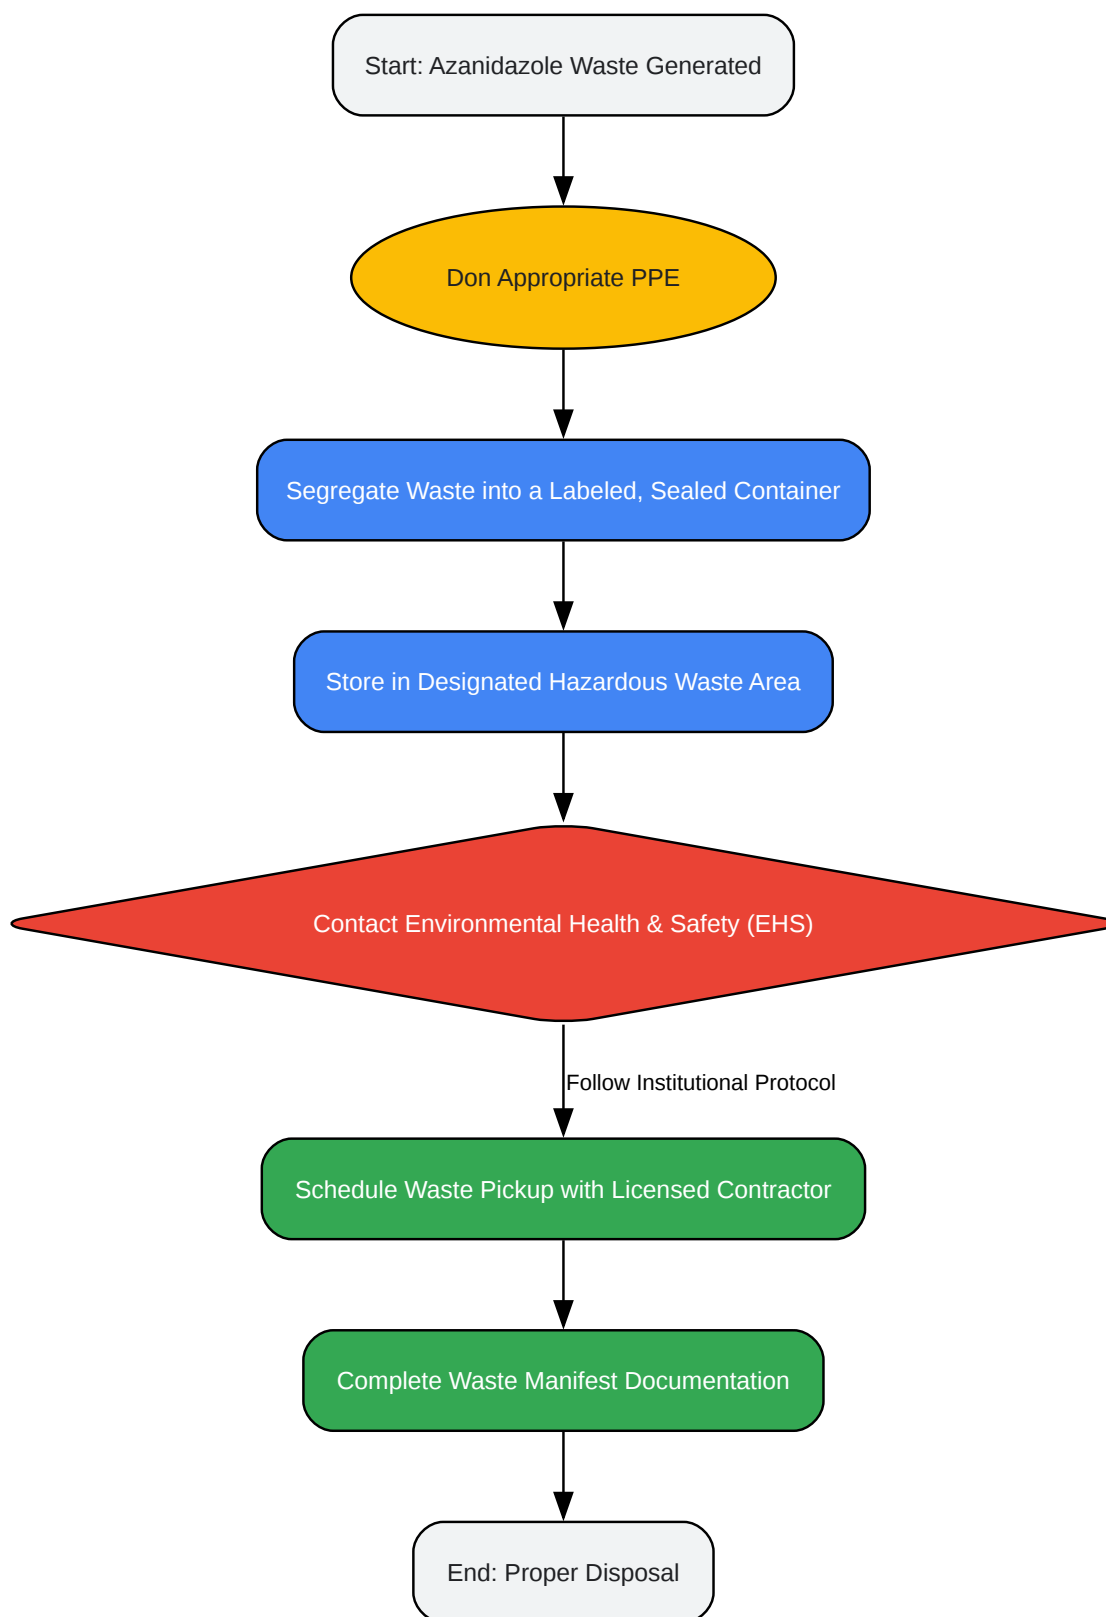 Start: Azanidazole Waste Generated
Don Appropriate PPE
Segregate Waste into a Labeled, Sealed Container
Store in Designated Hazardous Waste Area
Contact Environmental Health & Safety (EHS)
Follow Institutional Protocol
Schedule Waste Pickup with Licensed Contractor
Complete Waste Manifest Documentation
End: Proper Disposal